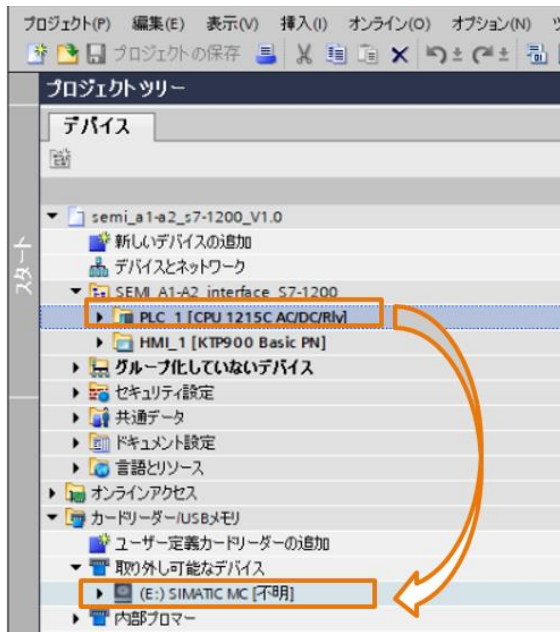 プロジェクト(P) 編集(E) 表示(V) 挿入(I) オンライン(O) オプション(N)
プロジェクトの保存
プロジェクトツリー
デバイス
スタート
semi_a1-a2_s7-1200_V1.0
新しいデバイスの追加
デバイスとネットワーク
SEMI_A1-A2_interface_S7-1200
PLC_1 [CPU 1215C AC/DC/Rly]
HMI_1 [KTP900 Basic PN]
グループ化していないデバイス
セキュリティ設定
共通データ
ドキュメント設定
言語とリソース
オンラインアクセス
カードリーダー/USBメモリ
ユーザー定義カードリーダーの追加
取り外し可能なデバイス
(E:) SIMATIC MC [不明]
内部プロマー